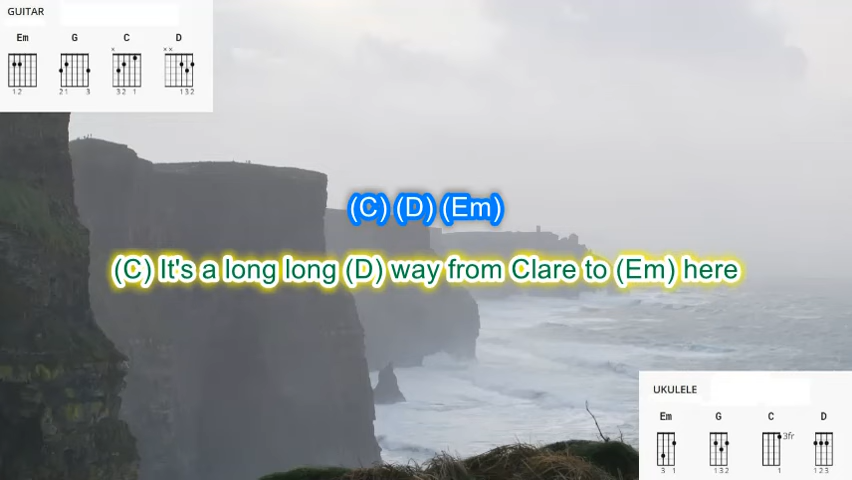 GUITAR
Em G C D
x xx
12 21 3 32 1 132
(C) (D) (Em)
(C) It's a long long (D) way from Clare to (Em) here
UKULELE
Em G C D
3fr
3 1 132 1 123